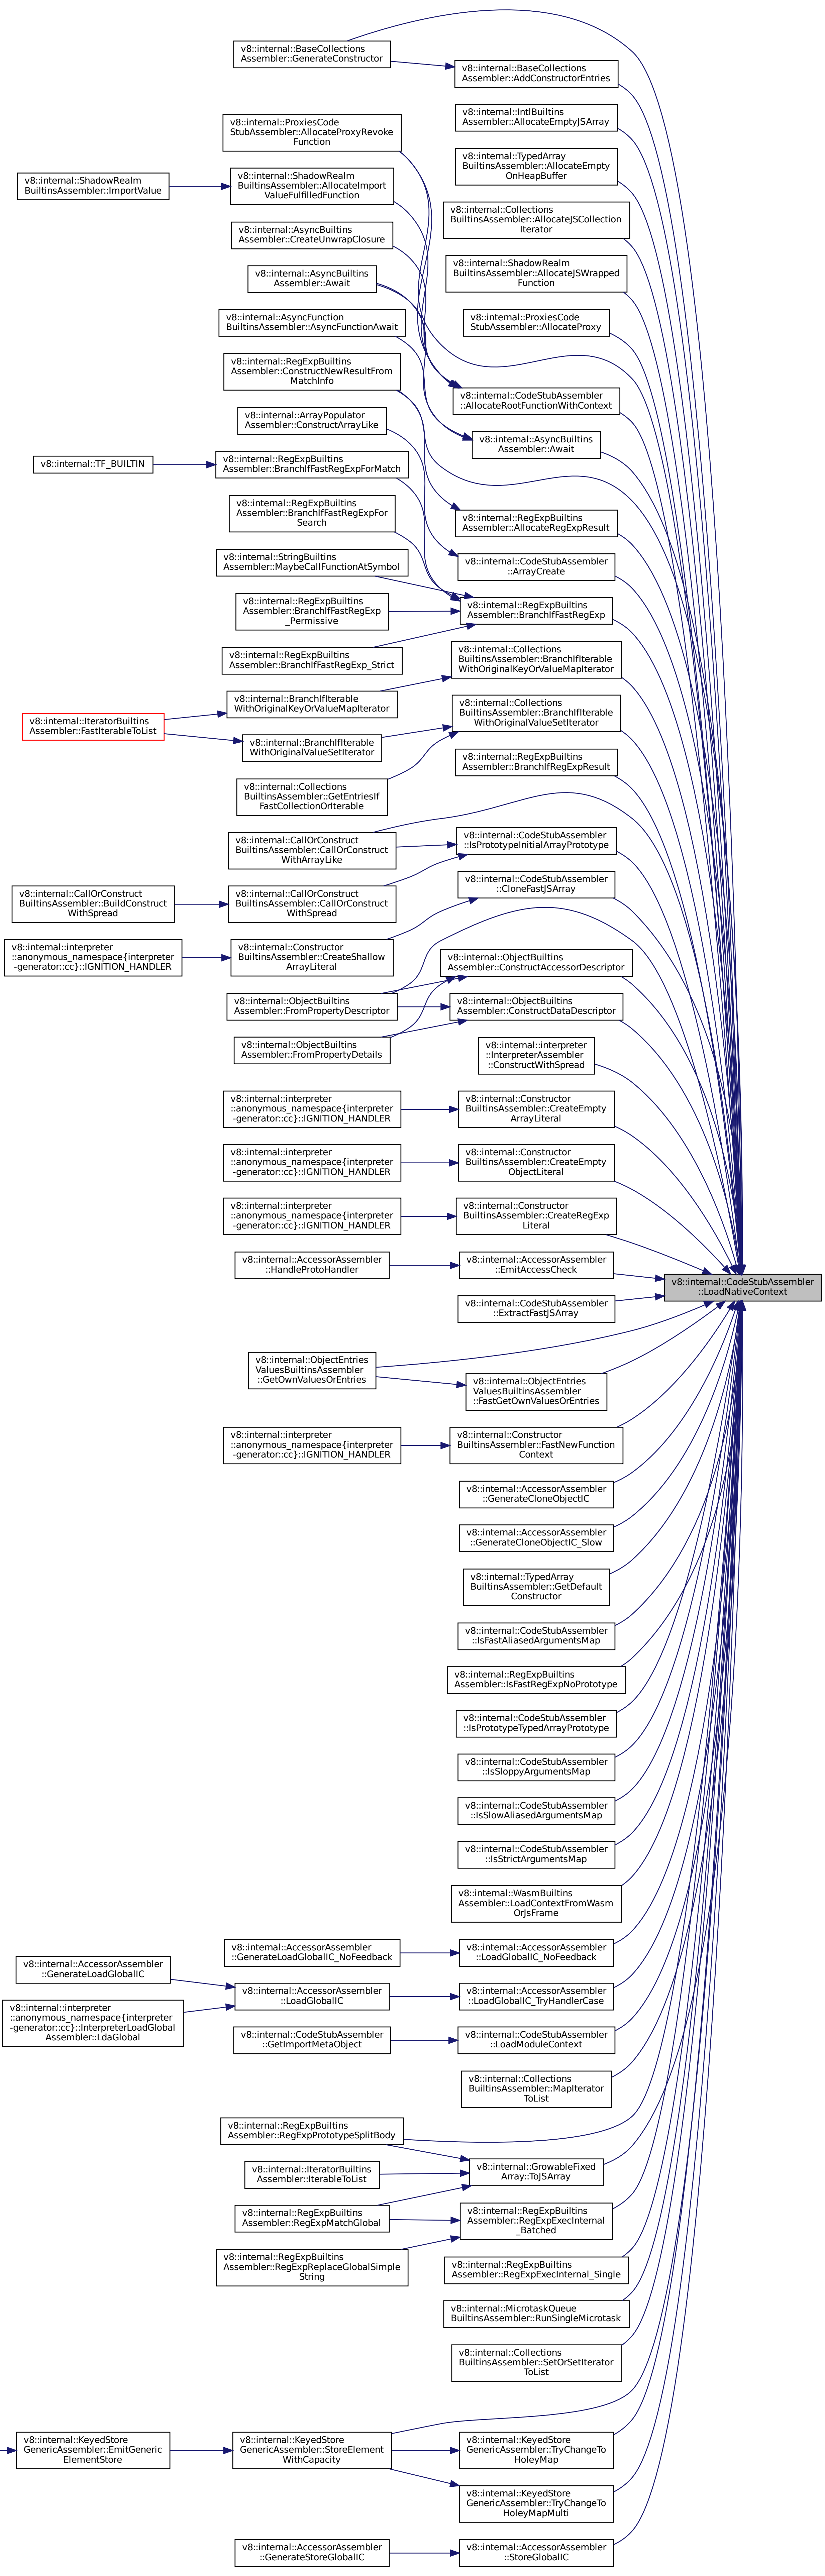 v8::internal::BaseCollections
Assembler::GenerateConstructor
v8::internal::BaseCollections
Assembler::AddConstructorEntries
v8::internal::IntlBuiltins
Assembler::AllocateEmptyJSArray
v8::internal::ProxiesCode
StubAssembler::AllocateProxyRevoke
Function
v8::internal::TypedArray
BuiltinsAssembler::AllocateEmpty
OnHeapBuffer
v8::internal::ShadowRealm
BuiltinsAssembler::ImportValue
v8::internal::ShadowRealm
BuiltinsAssembler::AllocateImport
ValueFulfilledFunction
v8::internal::Collections
BuiltinsAssembler::AllocateJSCollection
Iterator
v8::internal::AsyncBuiltins
Assembler::CreateUnwrapClosure
v8::internal::ShadowRealm
BuiltinsAssembler::AllocateJSWrapped
Function
v8::internal::AsyncBuiltins
Assembler::Await
v8::internal::AsyncFunction
BuiltinsAssembler::AsyncFunctionAwait
v8::internal::ProxiesCode
StubAssembler::AllocateProxy
v8::internal::RegExpBuiltins
Assembler::ConstructNewResultFrom
MatchInfo
v8::internal::CodeStubAssembler
::AllocateRootFunctionWithContext
v8::internal::ArrayPopulator
Assembler::ConstructArrayLike
v8::internal::AsyncBuiltins
Assembler::Await
v8::internal::TF_BUILTIN
v8::internal::RegExpBuiltins
Assembler::BranchIfFastRegExpForMatch
v8::internal::RegExpBuiltins
Assembler::BranchIfFastRegExpFor
Search
v8::internal::RegExpBuiltins
Assembler::AllocateRegExpResult
v8::internal::StringBuiltins
Assembler::MaybeCallFunctionAtSymbol
v8::internal::CodeStubAssembler
::ArrayCreate
v8::internal::RegExpBuiltins
Assembler::BranchIfFastRegExp
_Permissive
v8::internal::RegExpBuiltins
Assembler::BranchIfFastRegExp
v8::internal::RegExpBuiltins
Assembler::BranchIfFastRegExp_Strict
v8::internal::Collections
BuiltinsAssembler::BranchIfIterable
WithOriginalKeyOrValueMapIterator
v8::internal::BranchIfIterable
WithOriginalKeyOrValueMapIterator
v8::internal::Collections
BuiltinsAssembler::BranchIfIterable
WithOriginalValueSetIterator
v8::internal::IteratorBuiltins
Assembler::FastIterableToList
v8::internal::BranchIfIterable
WithOriginalValueSetIterator
v8::internal::RegExpBuiltins
Assembler::BranchIfRegExpResult
v8::internal::Collections
BuiltinsAssembler::GetEntriesIf
FastCollectionOrIterable
v8::internal::CallOrConstruct
BuiltinsAssembler::CallOrConstruct
WithArrayLike
v8::internal::CodeStubAssembler
::IsPrototypeInitialArrayPrototype
v8::internal::CallOrConstruct
BuiltinsAssembler::BuildConstruct
WithSpread
v8::internal::CallOrConstruct
BuiltinsAssembler::CallOrConstruct
WithSpread
v8::internal::CodeStubAssembler
::CloneFastJSArray
v8::internal::interpreter
::anonymous_namespace{interpreter
-generator::cc}::IGNITION_HANDLER
v8::internal::Constructor
BuiltinsAssembler::CreateShallow
ArrayLiteral
v8::internal::ObjectBuiltins
Assembler::ConstructAccessorDescriptor
v8::internal::ObjectBuiltins
Assembler::FromPropertyDescriptor
v8::internal::ObjectBuiltins
Assembler::ConstructDataDescriptor
v8::internal::ObjectBuiltins
Assembler::FromPropertyDetails
v8::internal::interpreter
::InterpreterAssembler
::ConstructWithSpread
v8::internal::interpreter
::anonymous_namespace{interpreter
-generator::cc}::IGNITION_HANDLER
v8::internal::Constructor
BuiltinsAssembler::CreateEmpty
ArrayLiteral
v8::internal::interpreter
::anonymous_namespace{interpreter
-generator::cc}::IGNITION_HANDLER
v8::internal::Constructor
BuiltinsAssembler::CreateEmpty
ObjectLiteral
v8::internal::interpreter
::anonymous_namespace{interpreter
-generator::cc}::IGNITION_HANDLER
v8::internal::Constructor
BuiltinsAssembler::CreateRegExp
Literal
v8::internal::AccessorAssembler
::HandleProtoHandler
v8::internal::AccessorAssembler
::EmitAccessCheck
v8::internal::CodeStubAssembler
::LoadNativeContext
v8::internal::CodeStubAssembler
::ExtractFastJSArray
v8::internal::ObjectEntries
ValuesBuiltinsAssembler
::GetOwnValuesOrEntries
v8::internal::ObjectEntries
ValuesBuiltinsAssembler
::FastGetOwnValuesOrEntries
v8::internal::interpreter
::anonymous_namespace{interpreter
-generator::cc}::IGNITION_HANDLER
v8::internal::Constructor
BuiltinsAssembler::FastNewFunction
Context
v8::internal::AccessorAssembler
::GenerateCloneObjectIC
v8::internal::AccessorAssembler
::GenerateCloneObjectIC_Slow
v8::internal::TypedArray
BuiltinsAssembler::GetDefault
Constructor
v8::internal::CodeStubAssembler
::IsFastAliasedArgumentsMap
v8::internal::RegExpBuiltins
Assembler::IsFastRegExpNoPrototype
v8::internal::CodeStubAssembler
::IsPrototypeTypedArrayPrototype
v8::internal::CodeStubAssembler
::IsSloppyArgumentsMap
v8::internal::CodeStubAssembler
::IsSlowAliasedArgumentsMap
v8::internal::CodeStubAssembler
::IsStrictArgumentsMap
v8::internal::WasmBuiltins
Assembler::LoadContextFromWasm
OrJsFrame
v8::internal::AccessorAssembler
::GenerateLoadGlobalIC_NoFeedback
v8::internal::AccessorAssembler
::LoadGlobalIC_NoFeedback
v8::internal::AccessorAssembler
::GenerateLoadGlobalIC
v8::internal::AccessorAssembler
::LoadGlobalIC
v8::internal::AccessorAssembler
::LoadGlobalIC_TryHandlerCase
v8::internal::interpreter
::anonymous_namespace{interpreter
-generator::cc}::InterpreterLoadGlobal
Assembler::LdaGlobal
v8::internal::CodeStubAssembler
::GetImportMetaObject
v8::internal::CodeStubAssembler
::LoadModuleContext
v8::internal::Collections
BuiltinsAssembler::MapIterator
ToList
v8::internal::RegExpBuiltins
Assembler::RegExpPrototypeSplitBody
v8::internal::IteratorBuiltins
Assembler::IterableToList
v8::internal::GrowableFixed
Array::ToJSArray
v8::internal::RegExpBuiltins
Assembler::RegExpMatchGlobal
v8::internal::RegExpBuiltins
Assembler::RegExpExecInternal
_Batched
v8::internal::RegExpBuiltins
Assembler::RegExpReplaceGlobalSimple
String
v8::internal::RegExpBuiltins
Assembler::RegExpExecInternal_Single
v8::internal::MicrotaskQueue
BuiltinsAssembler::RunSingleMicrotask
v8::internal::Collections
BuiltinsAssembler::SetOrSetIterator
ToList
v8::internal::KeyedStore
GenericAssembler::EmitGeneric
ElementStore
v8::internal::KeyedStore
GenericAssembler::StoreElement
WithCapacity
v8::internal::KeyedStore
GenericAssembler::TryChangeTo
HoleyMap
v8::internal::KeyedStore
GenericAssembler::TryChangeTo
HoleyMapMulti
v8::internal::AccessorAssembler
::GenerateStoreGlobalIC
v8::internal::AccessorAssembler
::StoreGlobalIC